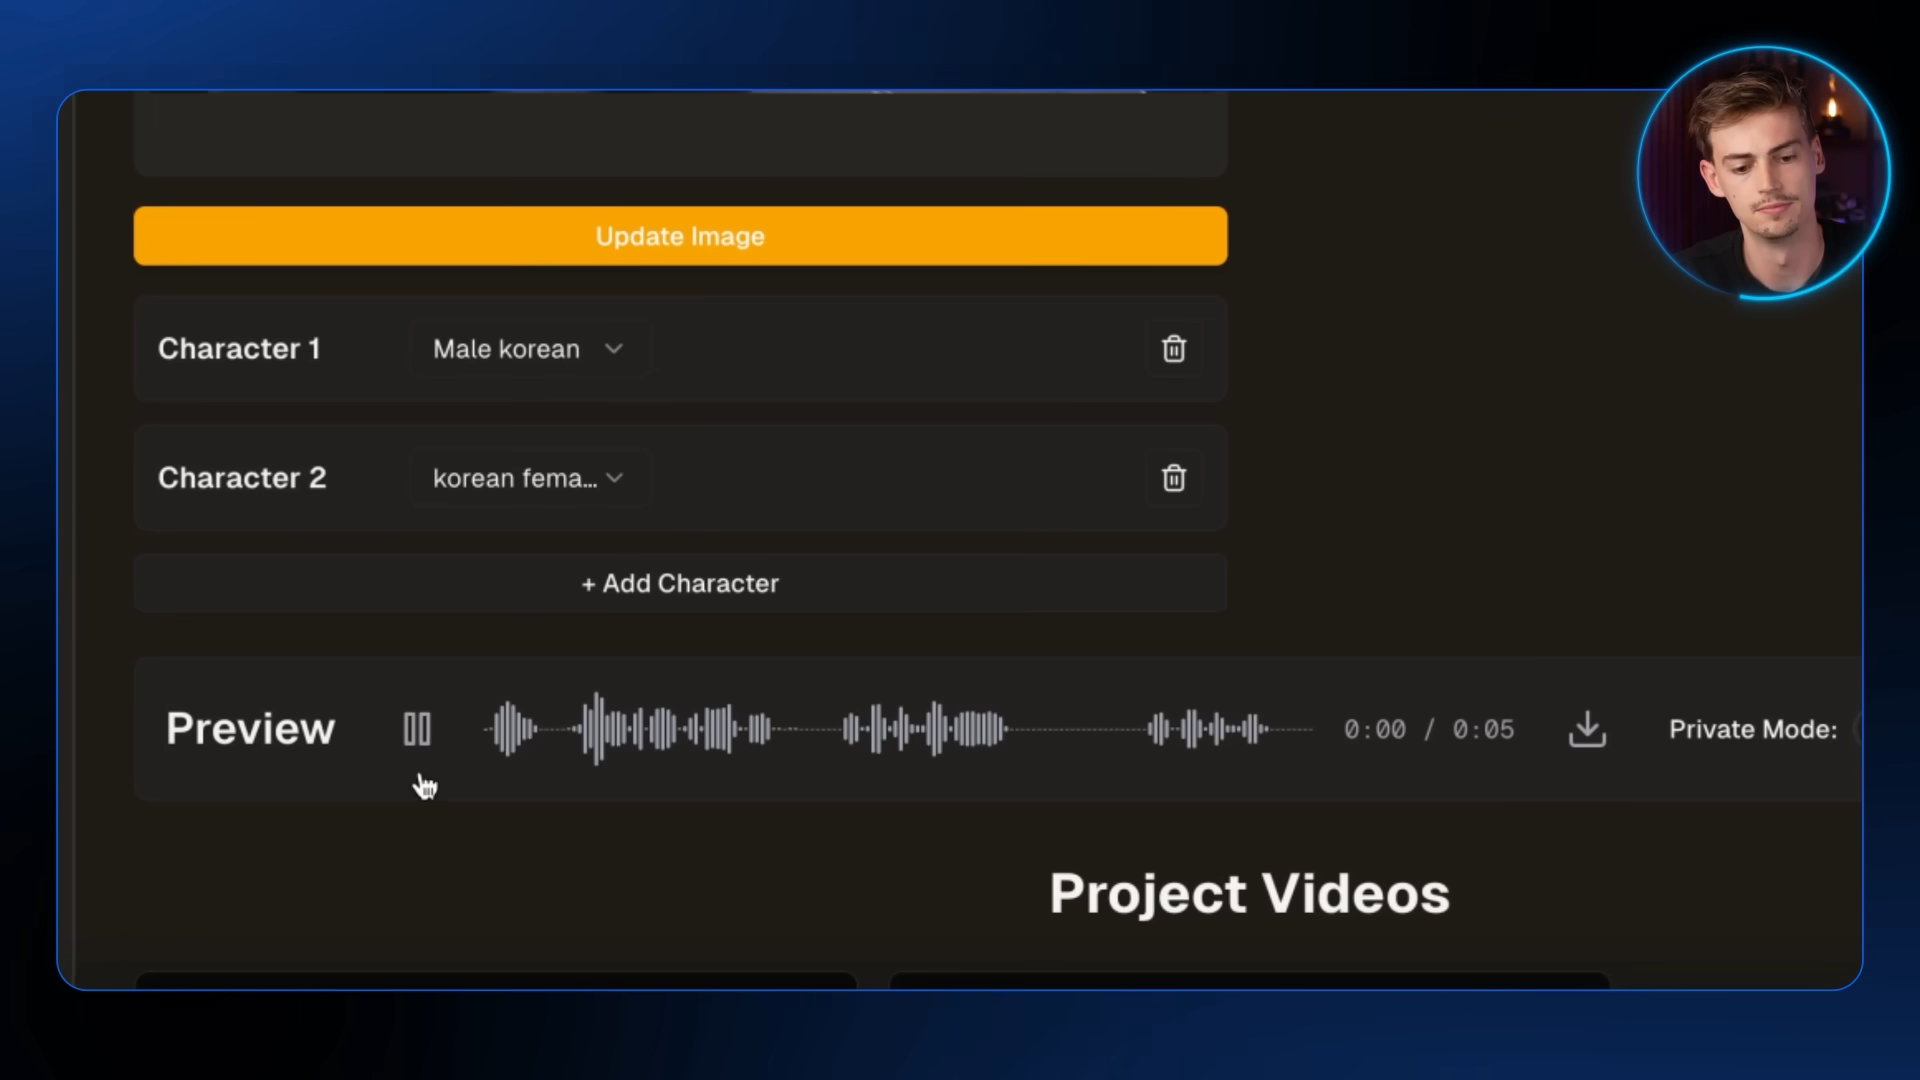 Update Image
Character 1
Male korean
Character 2
korean fema...
+ Add Character
Preview
0:00 / 0:05
Private Mode:
Project Videos